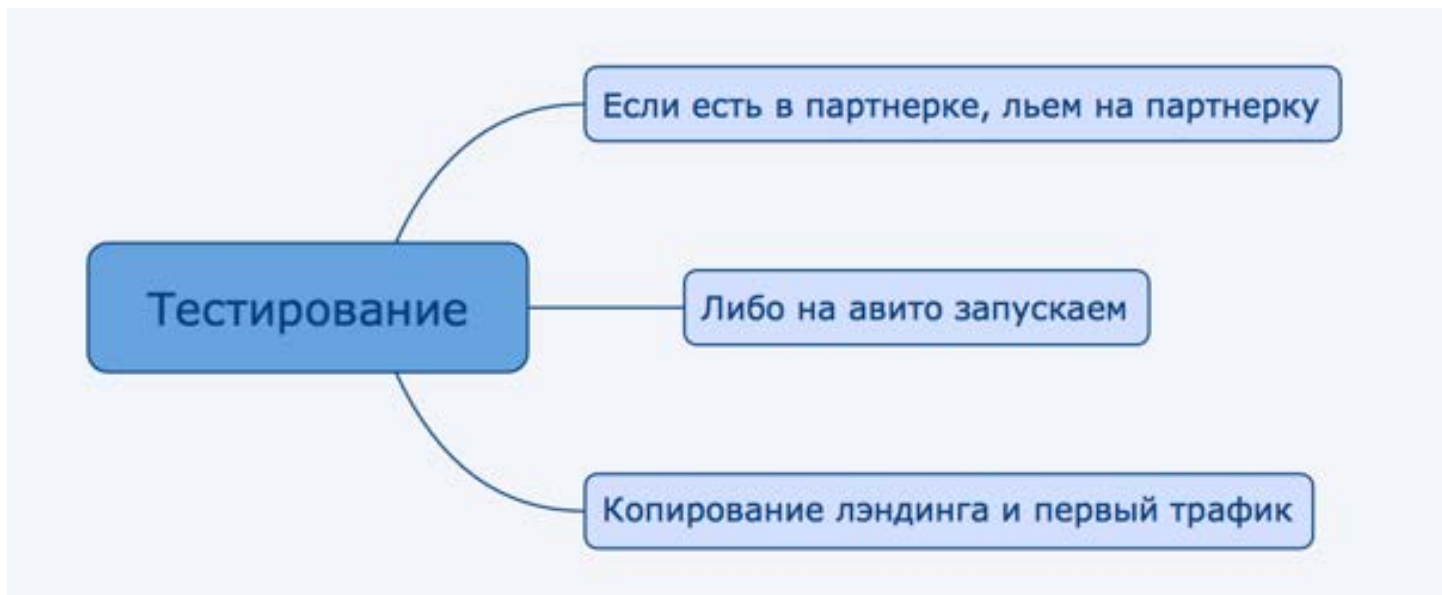 Если есть в партнерке, льем на партнерку
Тестирование
Либо на авито запускаем
Копирование лэндинга и первый трафик